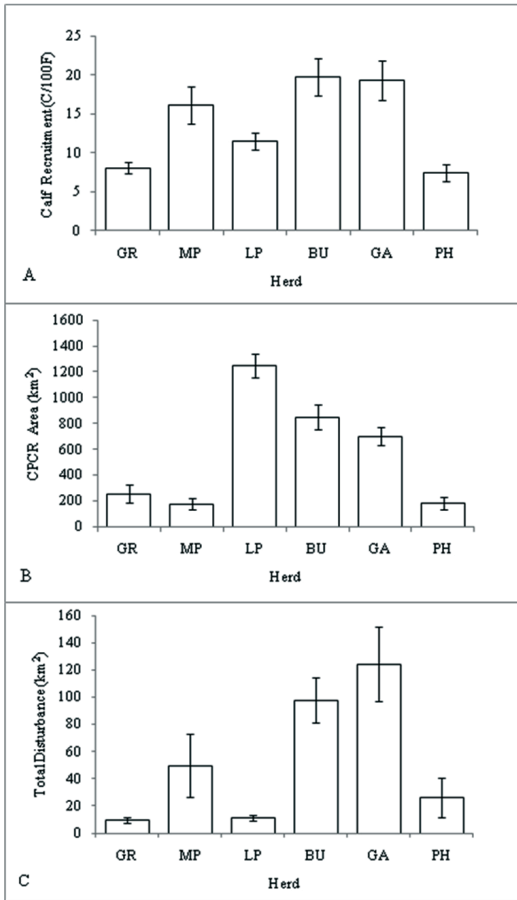 Calf Recruitment (C/100F)
25
20
15
10
5
0
GR MP LP BU GA PH
Herd
A
CPCR Area (km²)
1600
1400
1200
1000
800
600
400
200
0
GR MP LP BU GA PH
Herd
B
Total Disturbance (km²)
160
140
120
100
80
60
40
20
0
GR MP LP BU GA PH
Herd
C